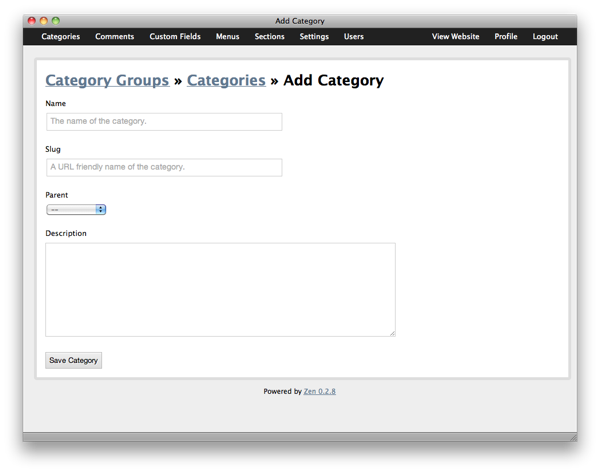 Add Category
Categories Comments Custom Fields Menus Sections Settings Users View Website Profile Logout
Category Groups » Categories » Add Category
Name
The name of the category.
Slug
A URL friendly name of the category.
Parent
--
Description
Save Category
Powered by Zen 0.2.8